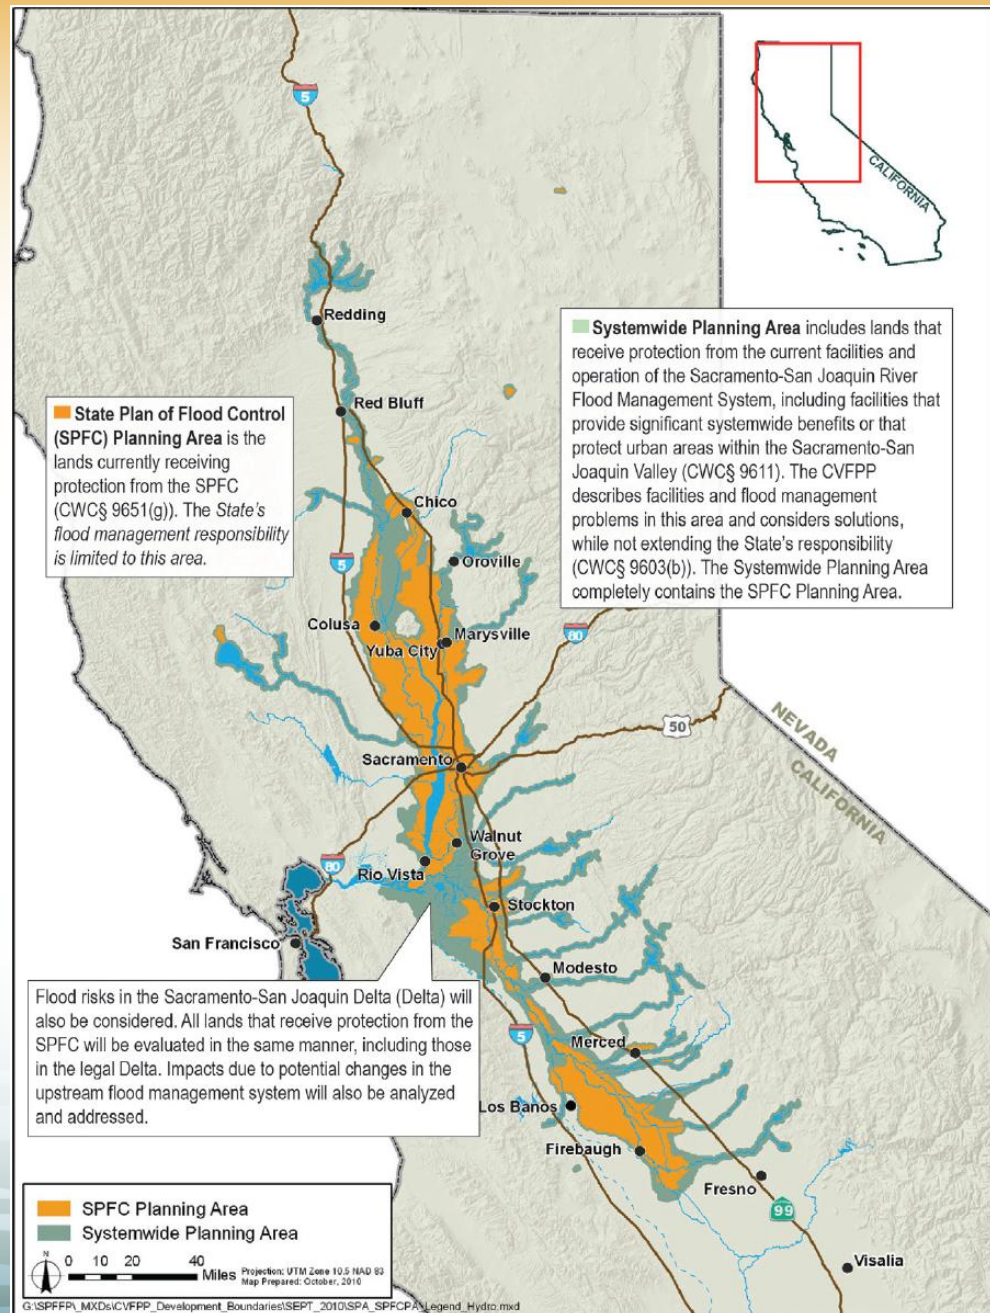 5
CALIFORNIA
Redding
Systemwide Planning Area includes lands that
receive protection from the current facilities and
operation of the Sacramento-San Joaquin River
Flood Management System, including facilities that
provide significant systemwide benefits or that
protect urban areas within the Sacramento-San
Joaquin Valley (CWC§ 9611). The CVFPP
describes facilities and flood management
problems in this area and considers solutions,
while not extending the State's responsibility
(CWC§ 9603(b)). The Systemwide Planning Area
completely contains the SPFC Planning Area.
Red Bluff
State Plan of Flood Control
(SPFC) Planning Area is the
lands currently receiving
protection from the SPFC
(CWC§ 9651(g)). The State's
flood management responsibility
is limited to this area.
Chico
5
Oroville
Colusa
Marysville
Yuba City
80
50
NEVADA
CALIFORNIA
Sacramento
Walnut
Grove
80
Rio Vista
Stockton
San Francisco
Modesto
Flood risks in the Sacramento-San Joaquin Delta (Delta) will
also be considered. All lands that receive protection from the
SPFC will be evaluated in the same manner, including those
in the legal Delta. Impacts due to potential changes in the
upstream flood management system will also be analyzed
and addressed.
5
Merced
Los Banos
Firebaugh
Fresno
99
Visalia
SPFC Planning Area
Systemwide Planning Area
N
0 10 20 40
Miles
Projection: UTM Zone 10.5 NAD 83
Map Prepared: October, 2010
G:\SPFFP\_MXDs\CVFPP_Development_Boundaries\SEPT_2010\SPA_SPFCPA_Legend_Hydro.mxd